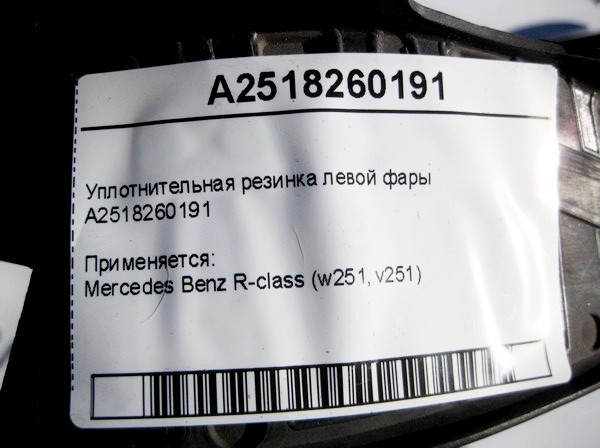 A2518260191
Уплотнительная резинка левой фары
A2518260191
Применяется:
Mercedes Benz R-class (w251, v251)